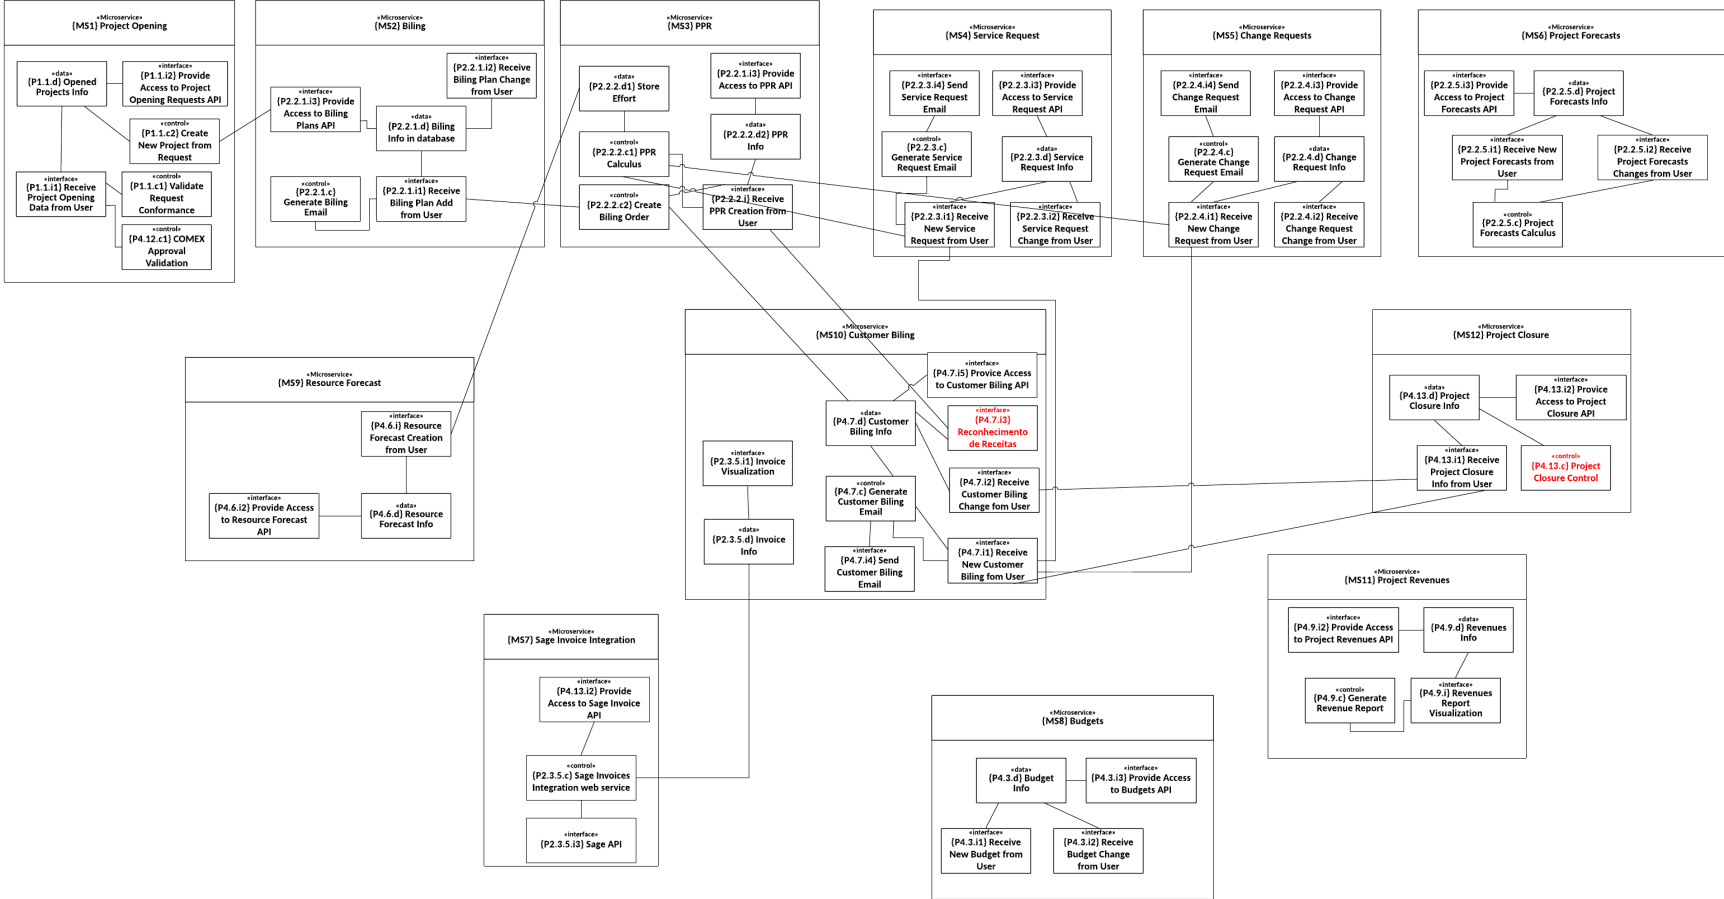 «Microservice»
{MS1} Project Opening
«data»
{P1.1.d} Opened
Projects Info
«interface»
{P1.1.i2} Provide
Access to Project
Opening Requests API
«control»
{P1.1.c2} Create
New Project from
Request
«interface»
{P1.1.i1} Receive
Project Opening
Data from User
«control»
{P1.1.c1} Validate
Request
Conformance
«control»
{P4.12.c1} COMEX
Approval
Validation
«Microservice»
{MS2} Biling
«interface»
{P2.2.1.i2} Receive
Biling Plan Change
from User
«interface»
{P2.2.1.i3} Provide
Access to Biling
Plans API
«data»
{P2.2.1.d} Biling
Info in database
«control»
{P2.2.1.c}
Generate Biling
Email
«interface»
{P2.2.1.i1} Receive
Biling Plan Add
from User
«Microservice»
{MS3} PPR
«data»
{P2.2.2.d1} Store
Effort
«interface»
{P2.2.1.i3} Provide
Access to PPR API
«control»
{P2.2.2.c1} PPR
Calculus
«data»
{P2.2.2.d2} PPR
Info
«control»
{P2.2.2.c2} Create
Biling Order
«interface»
{P2.2.2.i} Receive
PPR Creation from
User
«Microservice»
{MS4} Service Request
«interface»
{P2.2.3.i4} Send
Service Request
Email
«interface»
{P2.2.3.i3} Provide
Access to Service
Request API
«control»
{P2.2.3.c}
Generate Service
Request Email
«data»
{P2.2.3.d} Service
Request Info
«interface»
{P2.2.3.i1} Receive
New Service
Request from User
«interface»
{P2.2.3.i2} Receive
Service Request
Change from User
«Microservice»
{MS5} Change Requests
«interface»
{P2.2.4.i4} Send
Change Request
Email
«interface»
{P2.2.4.i3} Provide
Access to Change
Request API
«control»
{P2.2.4.c}
Generate Change
Request Email
«data»
{P2.2.4.d} Change
Request Info
«interface»
{P2.2.4.i1} Receive
New Change
Request from User
«interface»
{P2.2.4.i2} Receive
Change Request
Change from User
«Microservice»
{MS6} Project Forecasts
«interface»
{P2.2.5.i3} Provide
Access to Project
Forecasts API
«data»
{P2.2.5.d} Project
Forecasts Info
«interface»
{P2.2.5.i1} Receive New
Project Forecasts from
User
«interface»
{P2.2.5.i2} Receive
Project Forecasts
Changes from User
«control»
{P2.2.5.c} Project
Forecasts Calculus
«Microservice»
{MS9} Resource Forecast
«interface»
{P4.6.i} Resource
Forecast Creation
from User
«interface»
{P4.6.i2} Provide Access
to Resource Forecast
API
«data»
{P4.6.d} Resource
Forecast Info
«Microservice»
{MS10} Customer Biling
«interface»
{P4.7.i5} Provice Access
to Customer Biling API
«data»
{P4.7.d} Customer
Biling Info
«interface»
{P4.7.i3}
Reconhecimento
de Receitas
«interface»
{P2.3.5.i1} Invoice
Visualization
«control»
{P4.7.c} Generate
Customer Biling
Email
«interface»
{P4.7.i2} Receive
Customer Biling
Change fom User
«data»
{P2.3.5.d} Invoice
Info
«interface»
{P4.7.i4} Send
Customer Biling
Email
«interface»
{P4.7.i1} Receive
New Customer
Biling fom User
«Microservice»
{MS12} Project Closure
«data»
{P4.13.d} Project
Closure Info
«interface»
{P4.13.i2} Provice
Access to Project
Closure API
«interface»
{P4.13.i1} Receive
Project Closure
Info from User
«control»
{P4.13.c} Project
Closure Control
«Microservice»
{MS11} Project Revenues
«interface»
{P4.9.i2} Provide Access
to Project Revenues API
«data»
{P4.9.d} Revenues
Info
«control»
{P4.9.c} Generate
Revenue Report
«interface»
{P4.9.i} Revenues
Report
Visualization
«Microservice»
{MS7} Sage Invoice Integration
«interface»
{P4.13.i2} Provide
Access to Sage Invoice
API
«control»
{P2.3.5.c} Sage Invoices
Integration web service
«interface»
{P2.3.5.i3} Sage API
«Microservice»
{MS8} Budgets
«data»
{P4.3.d} Budget
Info
«interface»
{P4.3.i3} Provide Access
to Budgets API
«interface»
{P4.3.i1} Receive
New Budget from
User
«interface»
{P4.3.i2} Receive
Budget Change
from User